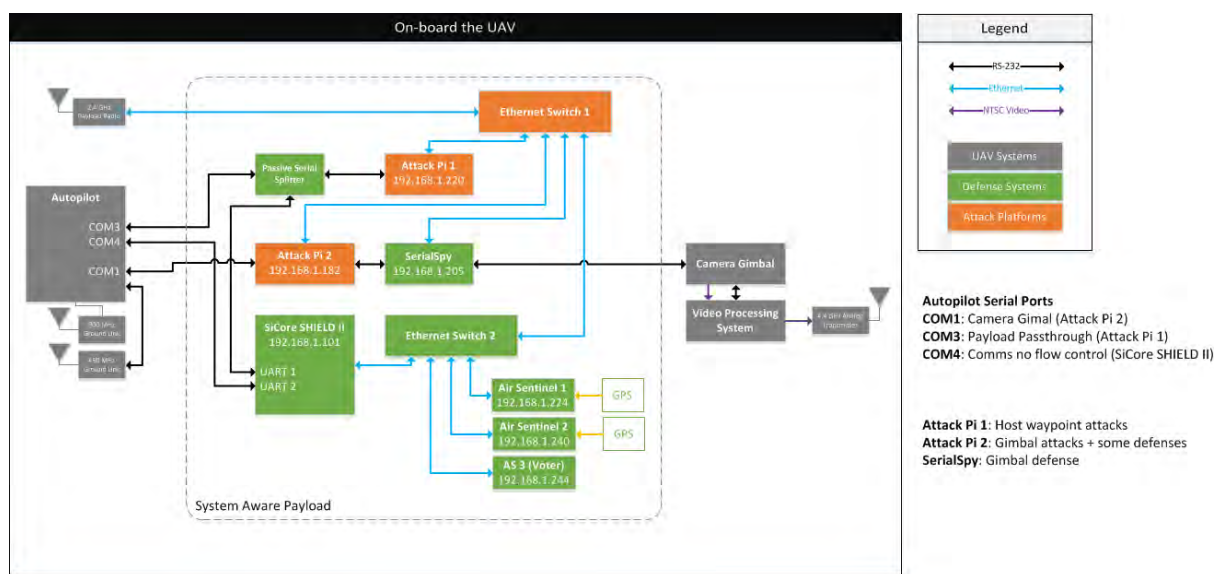 On-board the UAV
Legend
RS-232
Ethernet
NTSC Video
UAV Systems
Defense Systems
Attack Platforms
Ethernet Switch 1
Passive Serial
Splitter
Attack Pi 1
192.168.1.220
Autopilot
COM3
COM4
COM1
Attack Pi 2
192.168.1.182
SerialSpy
192.168.1.205
Camera Gimbal
Video Processing
System
SiCore SHIELD II
192.168.1.101
UART 1
UART 2
Ethernet Switch 2
Air Sentinel 1
192.168.1.224
GPS
Air Sentinel 2
192.168.1.240
GPS
AS 3 (Voter)
192.168.1.244
System Aware Payload
Ground Link
Ground Link
Autopilot Serial Ports
COM1: Camera Gimal (Attack Pi 2)
COM3: Payload Passthrough (Attack Pi 1)
COM4: Comms no flow control (SiCore SHIELD II)
Attack Pi 1: Host waypoint attacks
Attack Pi 2: Gimbal attacks + some defenses
SerialSpy: Gimbal defense